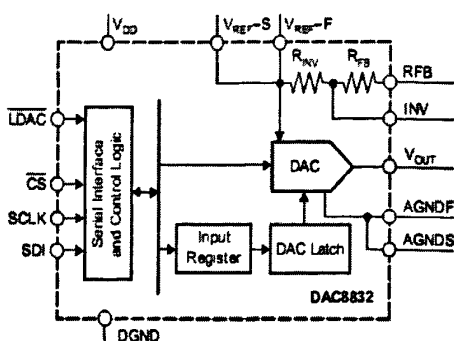 V_DD
V_REF-S
V_REF-F
R_INV
R_FB
RFB
INV
LDAC
CS
SCLK
SDI
Serial Interface
and Control Logic
DAC
V_OUT
AGNDF
AGNDS
Input
Register
DAC Latch
DAC8832
DGND